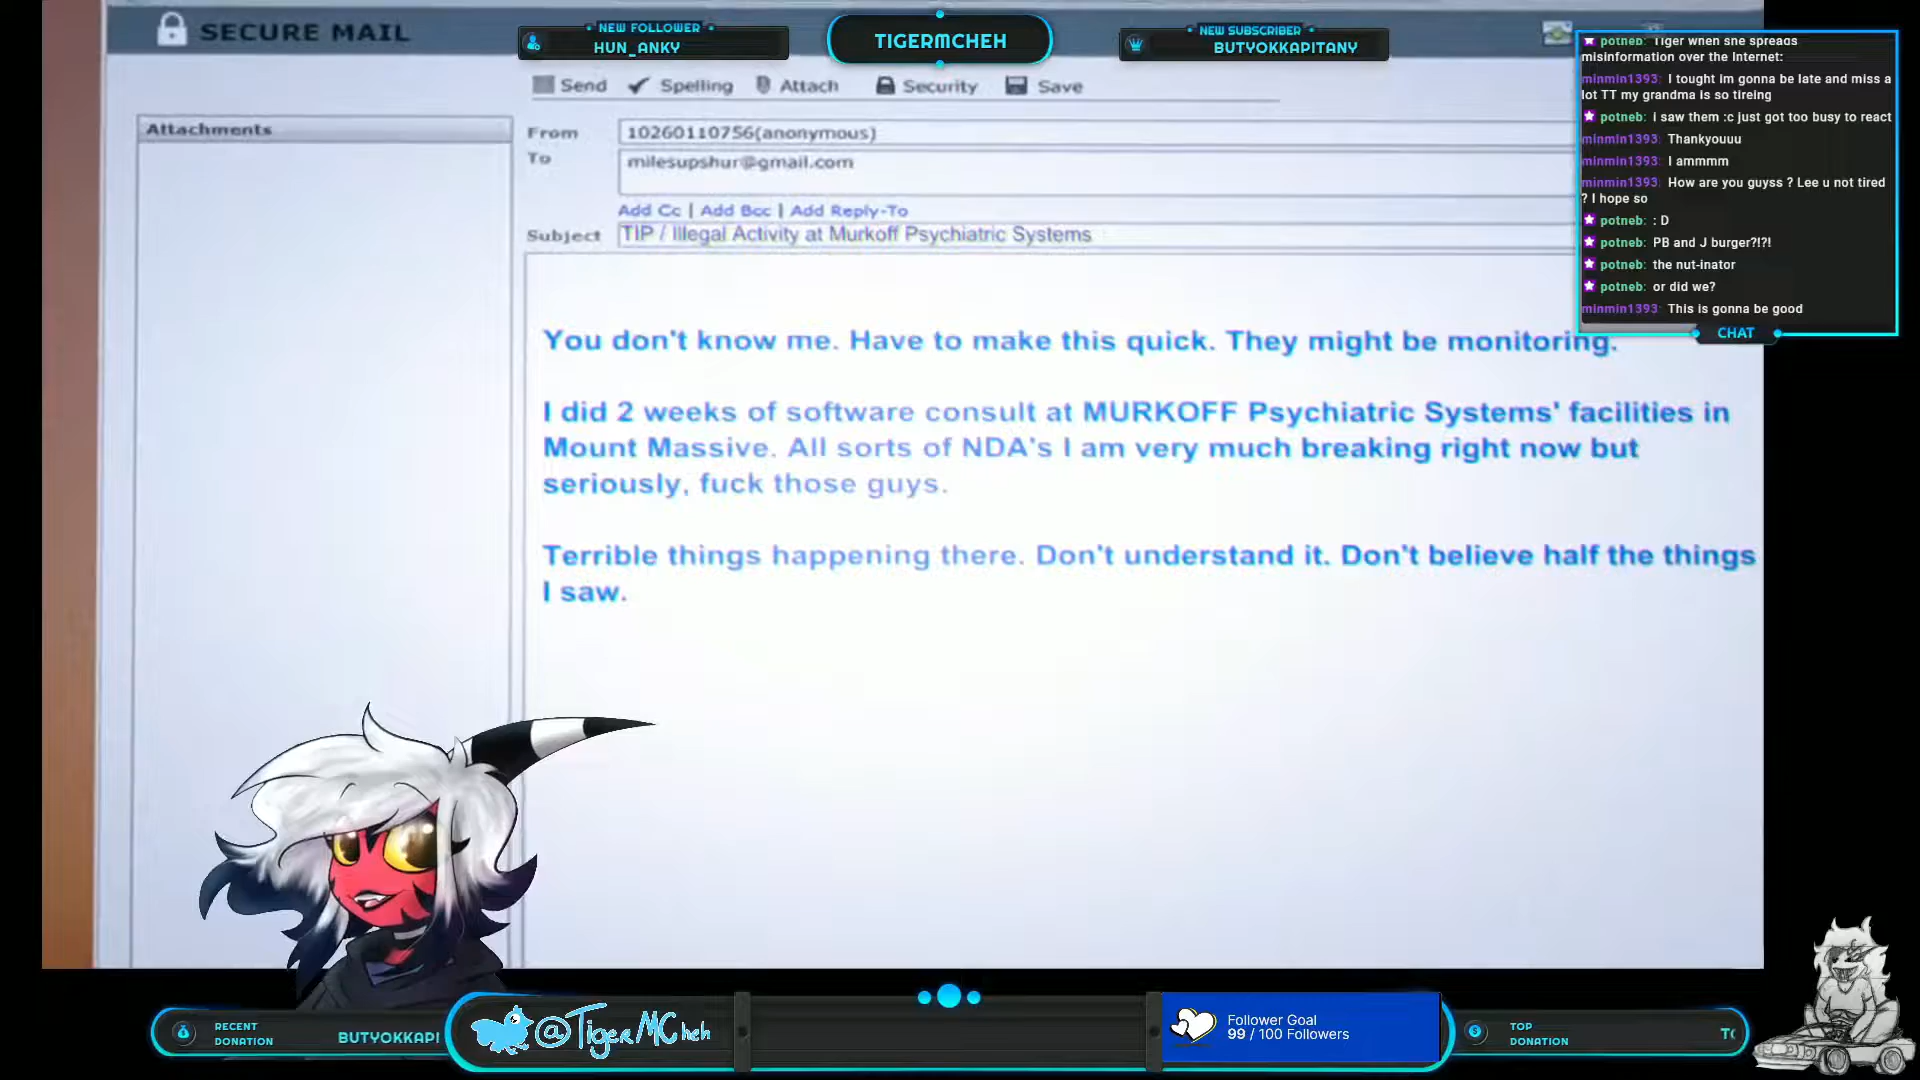 SECURE MAIL
NEW FOLLOWER
HUN_ANKY
TIGERMCHEH
NEW SUBSCRIBER
BUTYOKKAPITANY
Send Spelling Attach Security Save
Attachments
From 10260110756(anonymous)
To milesupshur@gmail.com
Add Cc | Add Bcc | Add Reply-To
Subject TIP / Illegal Activity at Murkoff Psychiatric Systems
You don't know me. Have to make this quick. They might be monitoring.
I did 2 weeks of software consult at MURKOFF Psychiatric Systems' facilities in
Mount Massive. All sorts of NDA's I am very much breaking right now but
seriously, fuck those guys.
Terrible things happening there. Don't understand it. Don't believe half the things
I saw.
potneb: Tiger when she spreads
misinformation over the Internet:
minmin1393: I tought Im gonna be late and miss a
lot TT my grandma is so tireing
potneb: i saw them :c just got too busy to react
minmin1393: Thankyouuu
minmin1393: I ammmm
minmin1393: How are you guyss ? Lee u not tired
? I hope so
potneb: : D
potneb: PB and J burger?!?!
potneb: the nut-inator
potneb: or did we?
minmin1393: This is gonna be good
CHAT
RECENT
DONATION
BUTYOKKAPI
@TigerMCheh
Follower Goal
99 / 100 Followers
TOP
DONATION